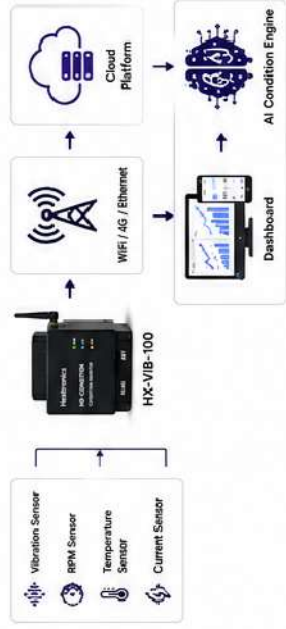 Vibration Sensor
RPM Sensor
Temperature
Sensor
Current Sensor
Hexitronics
HX-VIB-100
WiFi / 4G / Ethernet
Cloud
Platform
Dashboard
AI Condition Engine